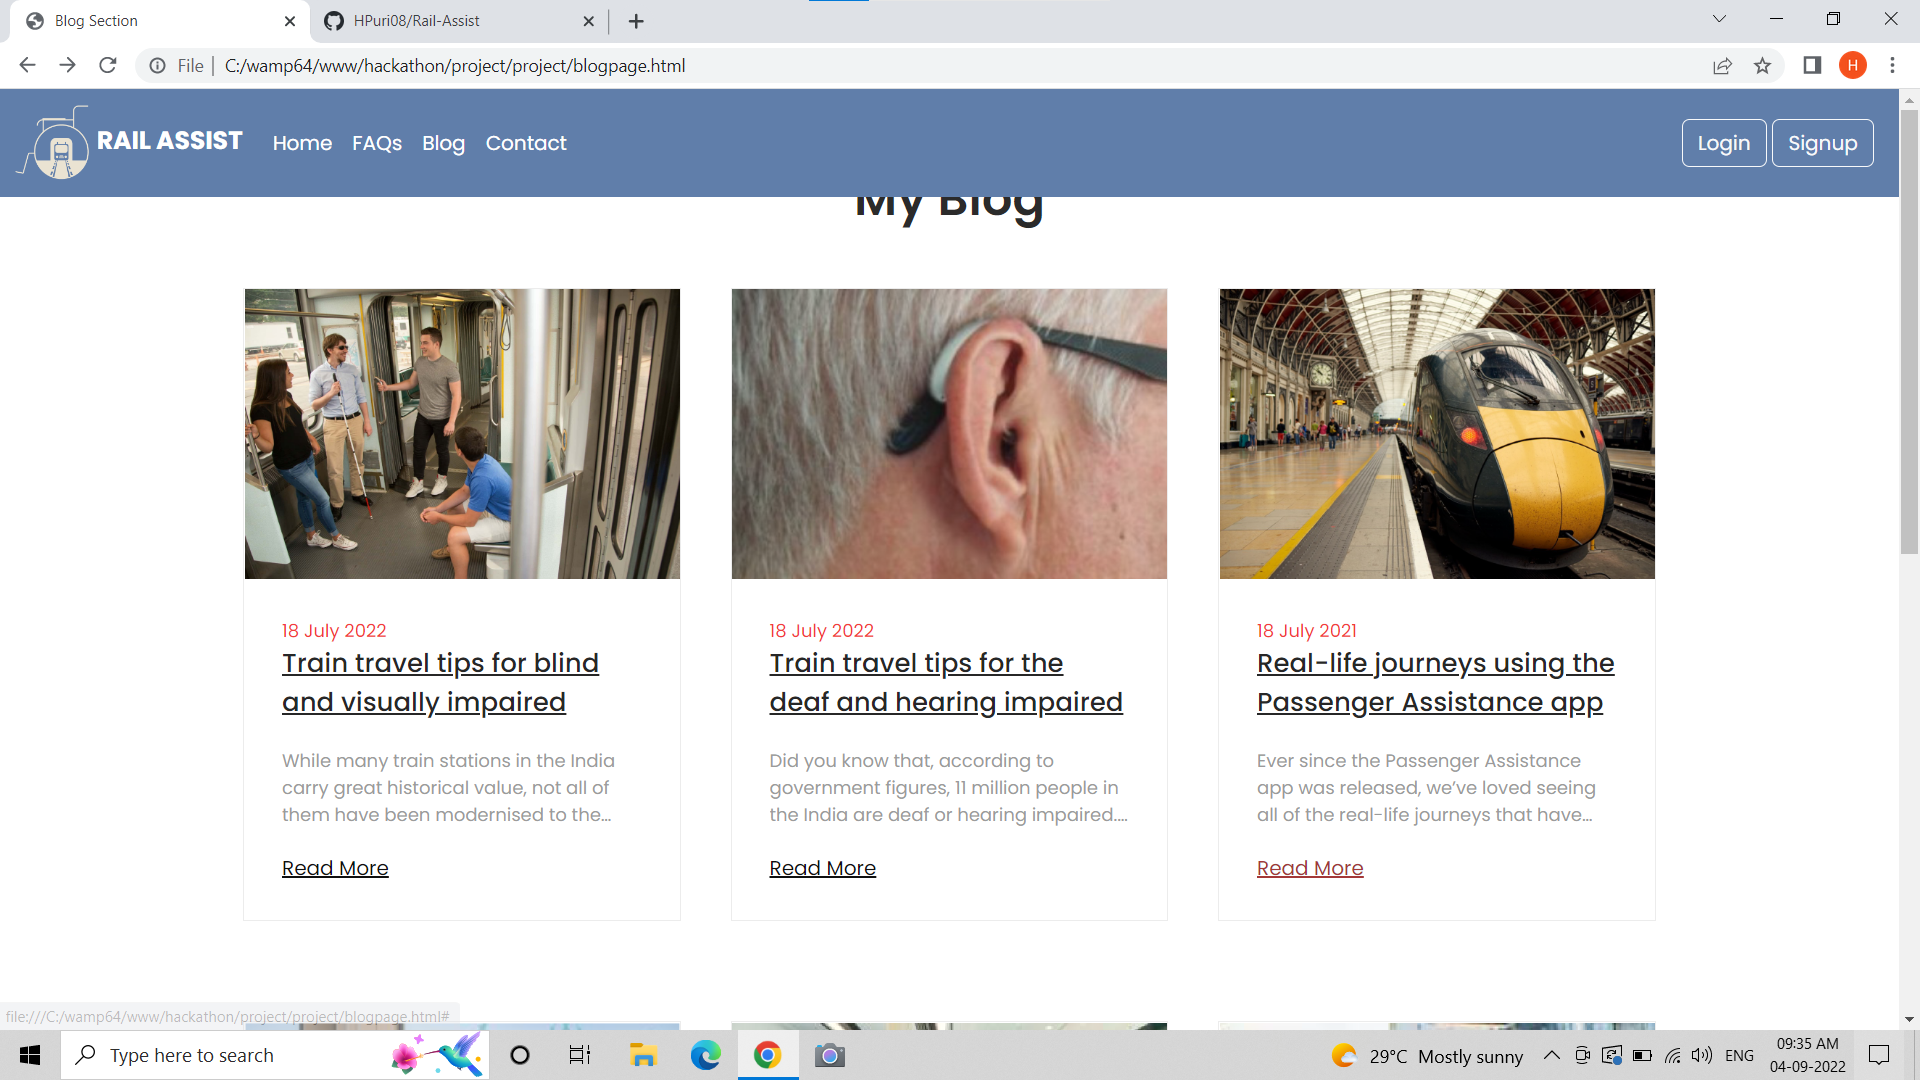 Blog Section
HPuri08/Rail-Assist
File
C:/wamp64/www/hackathon/project/project/blogpage.html
H
RAIL ASSIST
Home
FAQs
Blog
Contact
Login
Signup
My Blog
18 July 2022
Train travel tips for blind
and visually impaired
While many train stations in the India
carry great historical value, not all of
them have been modernised to the...
Read More
18 July 2022
Train travel tips for the
deaf and hearing impaired
Did you know that, according to
government figures, 11 million people in
the India are deaf or hearing impaired....
Read More
18 July 2021
Real-life journeys using the
Passenger Assistance app
Ever since the Passenger Assistance
app was released, we’ve loved seeing
all of the real-life journeys that have...
Read More
file:///C:/wamp64/www/hackathon/project/project/blogpage.html#
Type here to search
29°C Mostly sunny
ENG
09:35 AM
04-09-2022